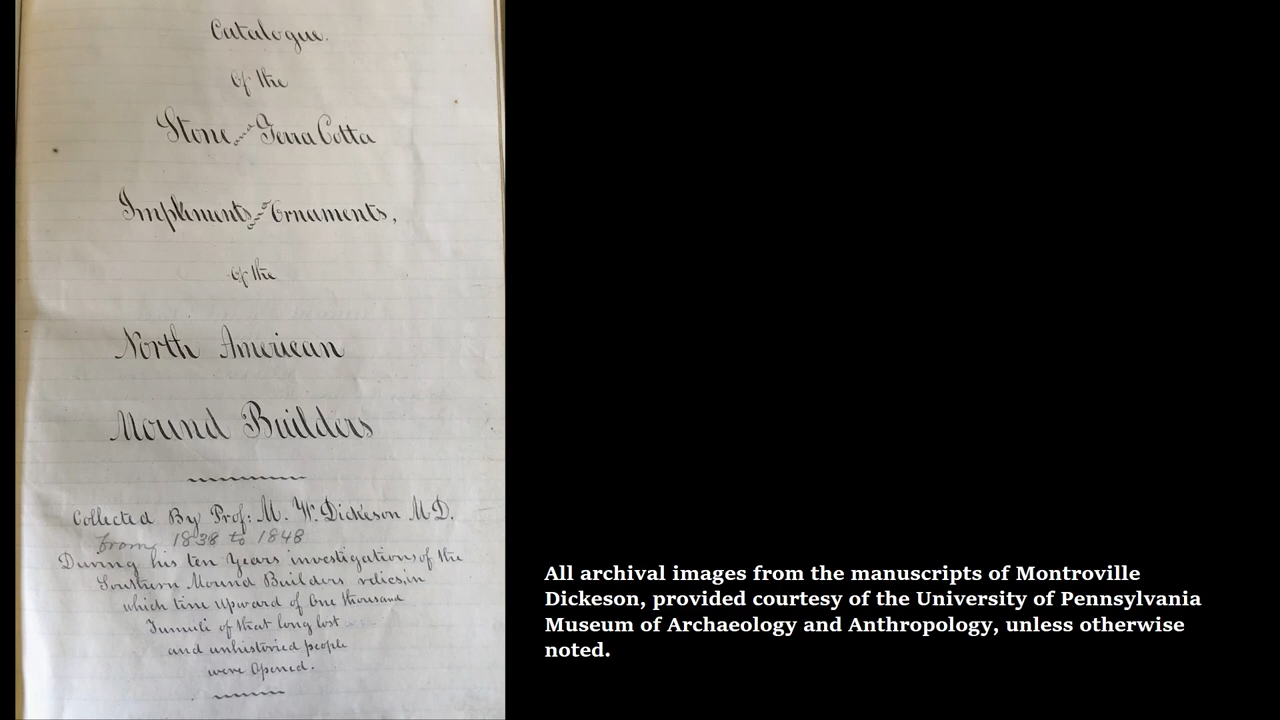 Catalogue.
Of the
Stone and Terra Cotta
Implements and Ornaments,
of the
North American
Mound Builders
Collected By Prof: M. W. Dickeson M.D.
from 1838 to 1848
During his ten Years investigations of the
Southern Mound Builders relics, in
which time upward of One thousand
Tumuli of that long lost
and unhistoried people
were Opened.
All archival images from the manuscripts of Montroville
Dickeson, provided courtesy of the University of Pennsylvania
Museum of Archaeology and Anthropology, unless otherwise
noted.